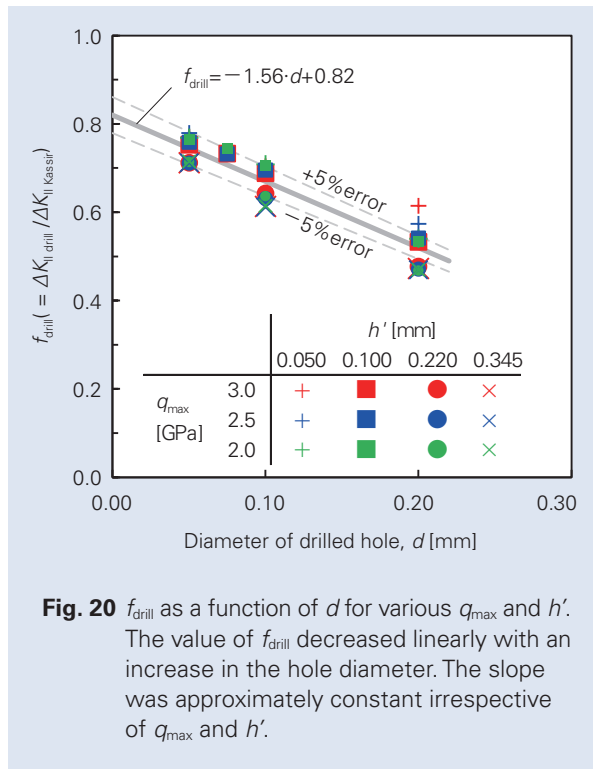 1.0
0.8
0.6
0.4
0.2
0.0
f_drill(= ΔK_II drill /ΔK_II Kassir)
f_drill=−1.56·d+0.82
+5%error
−5%error
h' [mm]
0.050 0.100 0.220 0.345
q_max
[GPa]
3.0 + ■ ● ×
2.5 + ■ ● ×
2.0 + ■ ● ×
0.00 0.10 0.20 0.30
Diameter of drilled hole, d [mm]
Fig. 20 f_drill as a function of d for various q_max and h′.
The value of f_drill decreased linearly with an
increase in the hole diameter. The slope
was approximately constant irrespective
of q_max and h′.